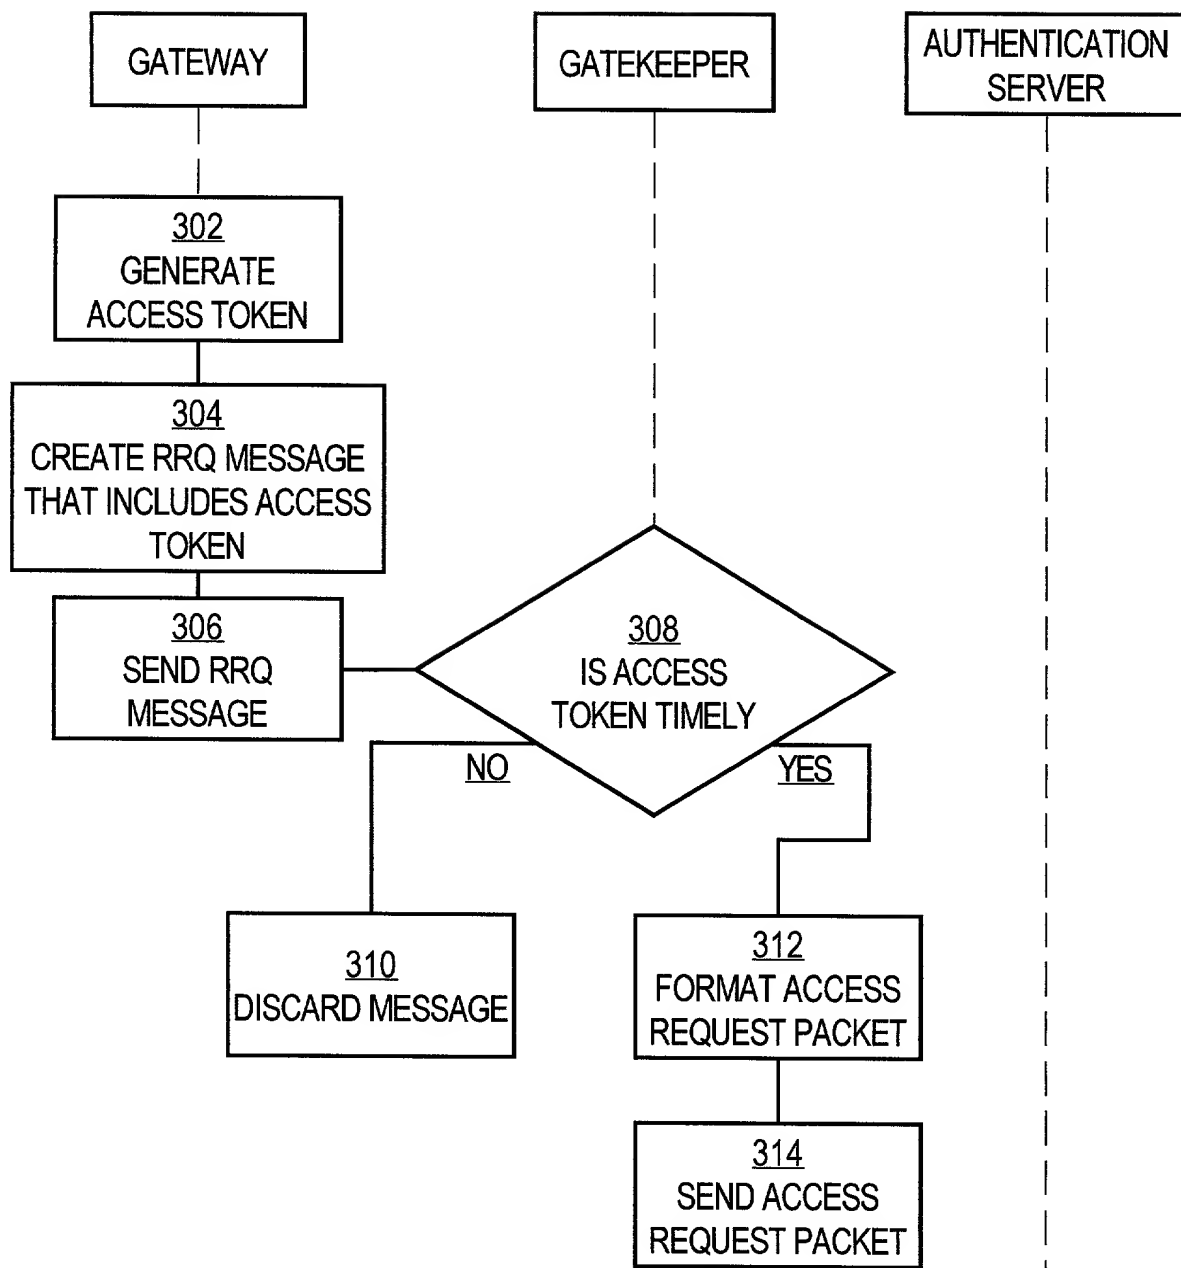 GATEWAY
GATEKEEPER
AUTHENTICATION
SERVER
302
GENERATE
ACCESS TOKEN
304
CREATE RRQ MESSAGE
THAT INCLUDES ACCESS
TOKEN
306
SEND RRQ
MESSAGE
308
IS ACCESS
TOKEN TIMELY
NO
YES
310
DISCARD MESSAGE
312
FORMAT ACCESS
REQUEST PACKET
314
SEND ACCESS
REQUEST PACKET